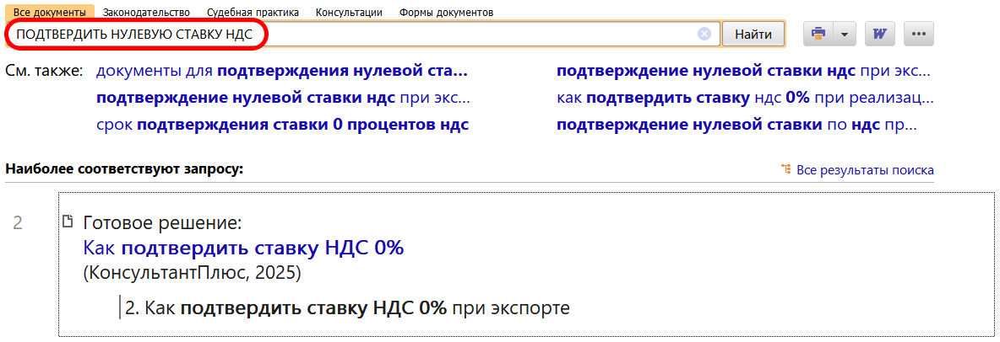 Все документы Законодательство Судебная практика Консультации Формы документов
ПОДТВЕРДИТЬ НУЛЕВУЮ СТАВКУ НДС Найти W
См. также: документы для подтверждения нулевой ста... подтверждение нулевой ставки ндс при экс...
подтверждение нулевой ставки ндс при экс... как подтвердить ставку ндс 0% при реализац...
срок подтверждения ставки 0 процентов ндс подтверждение нулевой ставки по ндс пр...
Наиболее соответствуют запросу: Все результаты поиска
2 Готовое решение:
Как подтвердить ставку НДС 0%
(КонсультантПлюс, 2025)
2. Как подтвердить ставку НДС 0% при экспорте